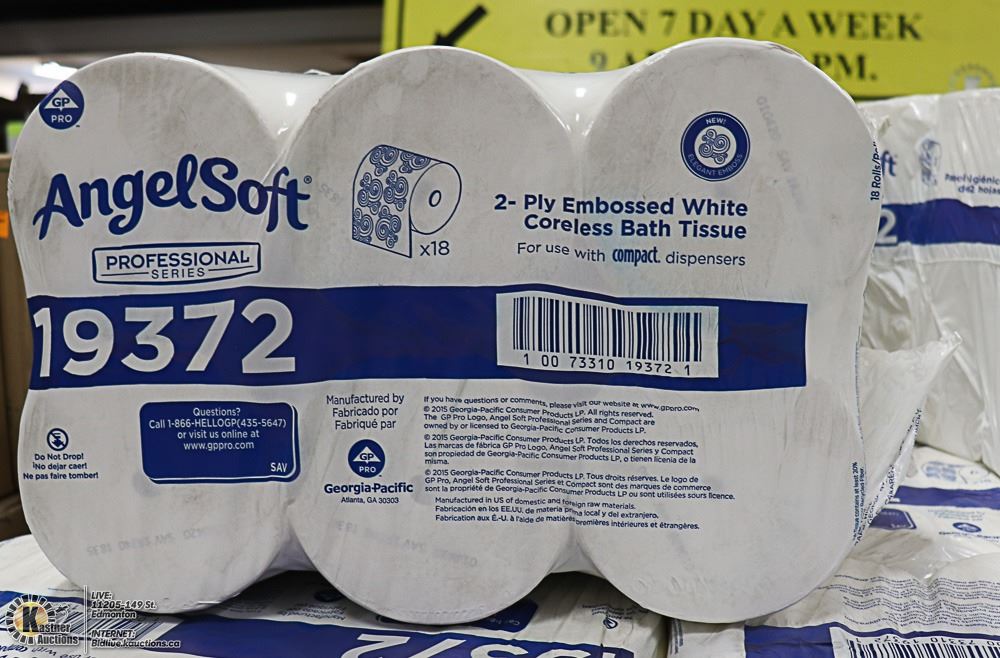 OPEN 7 DAY A WEEK
PM.
GP
PRO
AngelSoft®
PROFESSIONAL
SERIES
x18
NEW!
ELEGANT EMBOSS
2- Ply Embossed White
Coreless Bath Tissue
For use with compact. dispensers
18 Rolls/
19372
1 00 73310 19372 1
Questions?
Call 1-866-HELLOGP(435-5647)
or visit us online at
www.gppro.com
SAV
Do Not Drop!
¡No dejar caer!
Ne pas faire tomber!
Manufactured by
Fabricado por
Fabriqué par
GP
PRO
Georgia-Pacific
Atlanta, GA 30303
If you have questions or comments, please visit our website at www.gppro.com,
© 2015 Georgia-Pacific Consumer Products LP. All rights reserved.
The GP Pro Logo, Angel Soft Professional Series and Compact are
owned by or licensed to Georgia-Pacific Consumer Products LP.
© 2015 Georgia-Pacific Consumer Products LP. Todos los derechos reservados,
Las marcas de fábrica GP Pro Logo, Angel Soft Professional Series y Compact
son propiedad de Georgia-Pacific Consumer Products LP, o tienen licenia de la
misma.
© 2015 Georgia-Pacific Consumer Products LP. Tous droits réservés. Le logo de
GP Pro, Angel Soft Professional Series et Compact sont des marques de commerce
sont la propriété de Georgia-Pacific Consumer Products LP ou sont utilisées sours licence.
Manufactured in US of domestic and foreign raw materials.
Fabricación en los EE.UU. de materia prima local y del extranjero.
Fabrication aux É.-U. à l'aide de matières premières intérieures et étrangères.
ft
de2 hojas
2
Kastner
Auctions
LIVE:
11205-149 St.
Edmonton
INTERNET:
Bidlive.kauctions.ca